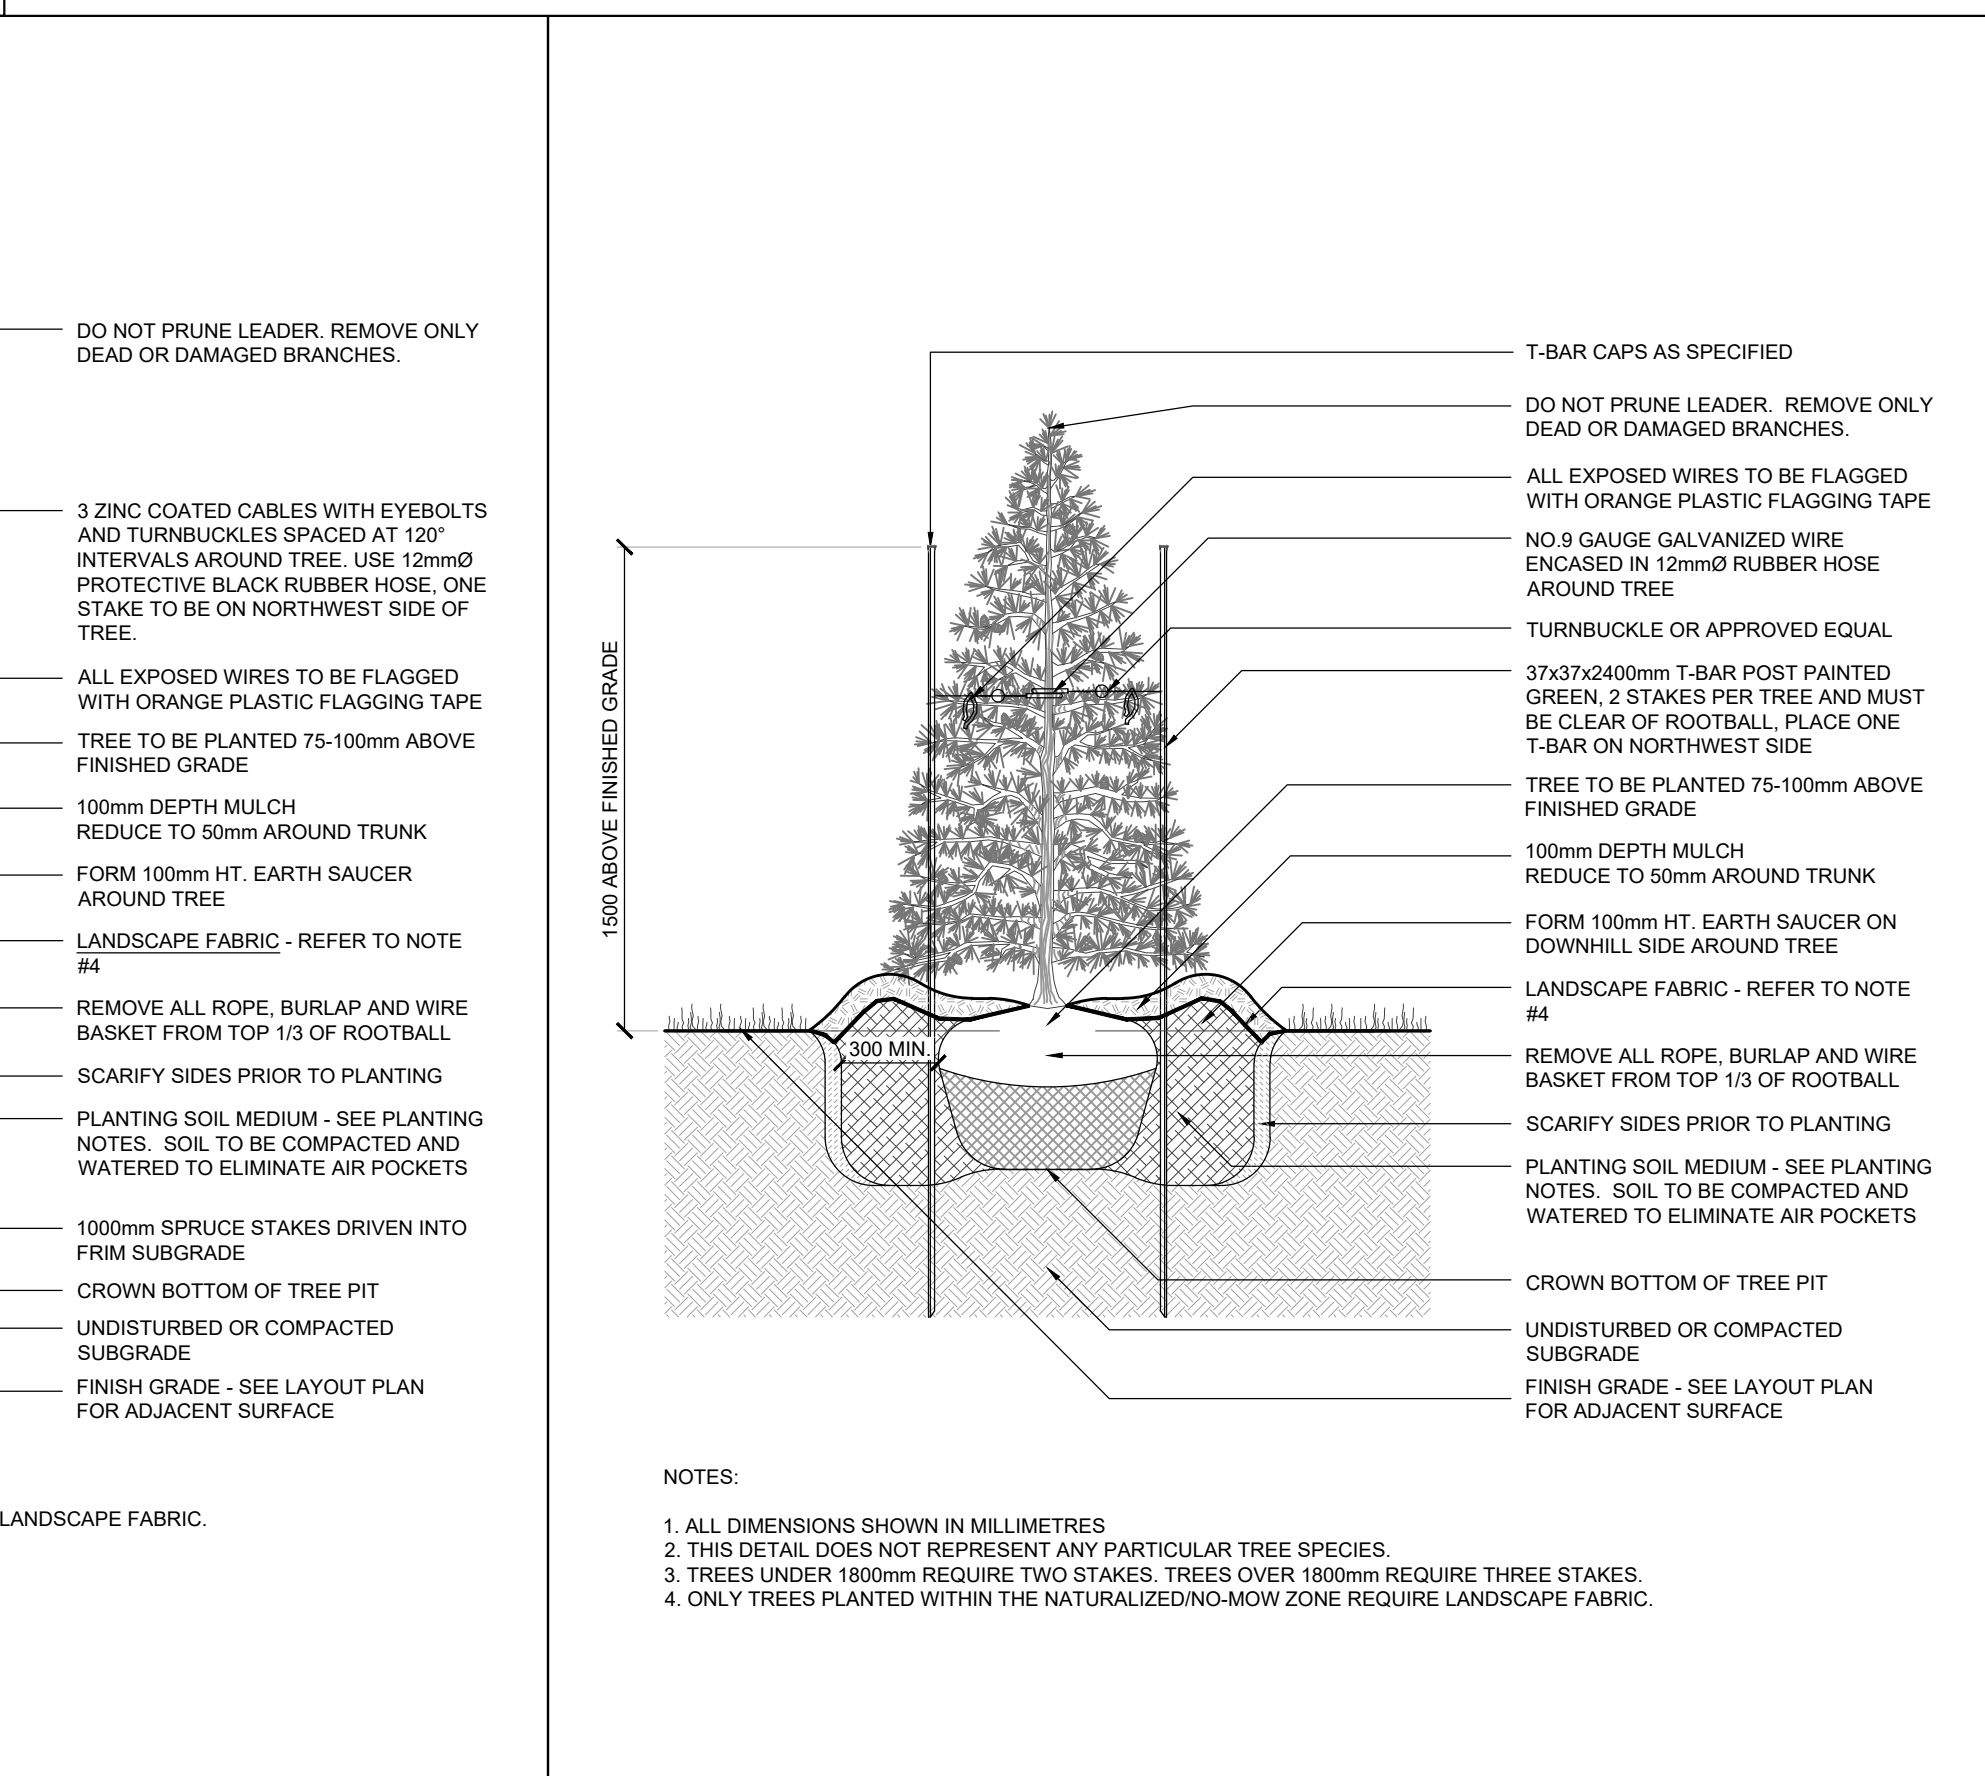 DO NOT PRUNE LEADER. REMOVE ONLY
DEAD OR DAMAGED BRANCHES.
3 ZINC COATED CABLES WITH EYEBOLTS
AND TURNBUCKLES SPACED AT 120°
INTERVALS AROUND TREE. USE 12mmØ
PROTECTIVE BLACK RUBBER HOSE, ONE
STAKE TO BE ON NORTHWEST SIDE OF
TREE.
ALL EXPOSED WIRES TO BE FLAGGED
WITH ORANGE PLASTIC FLAGGING TAPE
TREE TO BE PLANTED 75-100mm ABOVE
FINISHED GRADE
100mm DEPTH MULCH
REDUCE TO 50mm AROUND TRUNK
FORM 100mm HT. EARTH SAUCER
AROUND TREE
LANDSCAPE FABRIC - REFER TO NOTE
#4
REMOVE ALL ROPE, BURLAP AND WIRE
BASKET FROM TOP 1/3 OF ROOTBALL
SCARIFY SIDES PRIOR TO PLANTING
PLANTING SOIL MEDIUM - SEE PLANTING
NOTES.  SOIL TO BE COMPACTED AND
WATERED TO ELIMINATE AIR POCKETS
1000mm SPRUCE STAKES DRIVEN INTO
FRIM SUBGRADE
CROWN BOTTOM OF TREE PIT
UNDISTURBED OR COMPACTED
SUBGRADE
FINISH GRADE - SEE LAYOUT PLAN
FOR ADJACENT SURFACE
LANDSCAPE FABRIC.
1500 ABOVE FINISHED GRADE
300 MIN.
T-BAR CAPS AS SPECIFIED
DO NOT PRUNE LEADER.  REMOVE ONLY
DEAD OR DAMAGED BRANCHES.
ALL EXPOSED WIRES TO BE FLAGGED
WITH ORANGE PLASTIC FLAGGING TAPE
NO.9 GAUGE GALVANIZED WIRE
ENCASED IN 12mmØ RUBBER HOSE
AROUND TREE
TURNBUCKLE OR APPROVED EQUAL
37x37x2400mm T-BAR POST PAINTED
GREEN, 2 STAKES PER TREE AND MUST
BE CLEAR OF ROOTBALL, PLACE ONE
T-BAR ON NORTHWEST SIDE
TREE TO BE PLANTED 75-100mm ABOVE
FINISHED GRADE
100mm DEPTH MULCH
REDUCE TO 50mm AROUND TRUNK
FORM 100mm HT. EARTH SAUCER ON
DOWNHILL SIDE AROUND TREE
LANDSCAPE FABRIC - REFER TO NOTE
#4
REMOVE ALL ROPE, BURLAP AND WIRE
BASKET FROM TOP 1/3 OF ROOTBALL
SCARIFY SIDES PRIOR TO PLANTING
PLANTING SOIL MEDIUM - SEE PLANTING
NOTES.  SOIL TO BE COMPACTED AND
WATERED TO ELIMINATE AIR POCKETS
CROWN BOTTOM OF TREE PIT
UNDISTURBED OR COMPACTED
SUBGRADE
FINISH GRADE - SEE LAYOUT PLAN
FOR ADJACENT SURFACE
NOTES:
1. ALL DIMENSIONS SHOWN IN MILLIMETRES
2. THIS DETAIL DOES NOT REPRESENT ANY PARTICULAR TREE SPECIES.
3. TREES UNDER 1800mm REQUIRE TWO STAKES. TREES OVER 1800mm REQUIRE THREE STAKES.
4. ONLY TREES PLANTED WITHIN THE NATURALIZED/NO-MOW ZONE REQUIRE LANDSCAPE FABRIC.